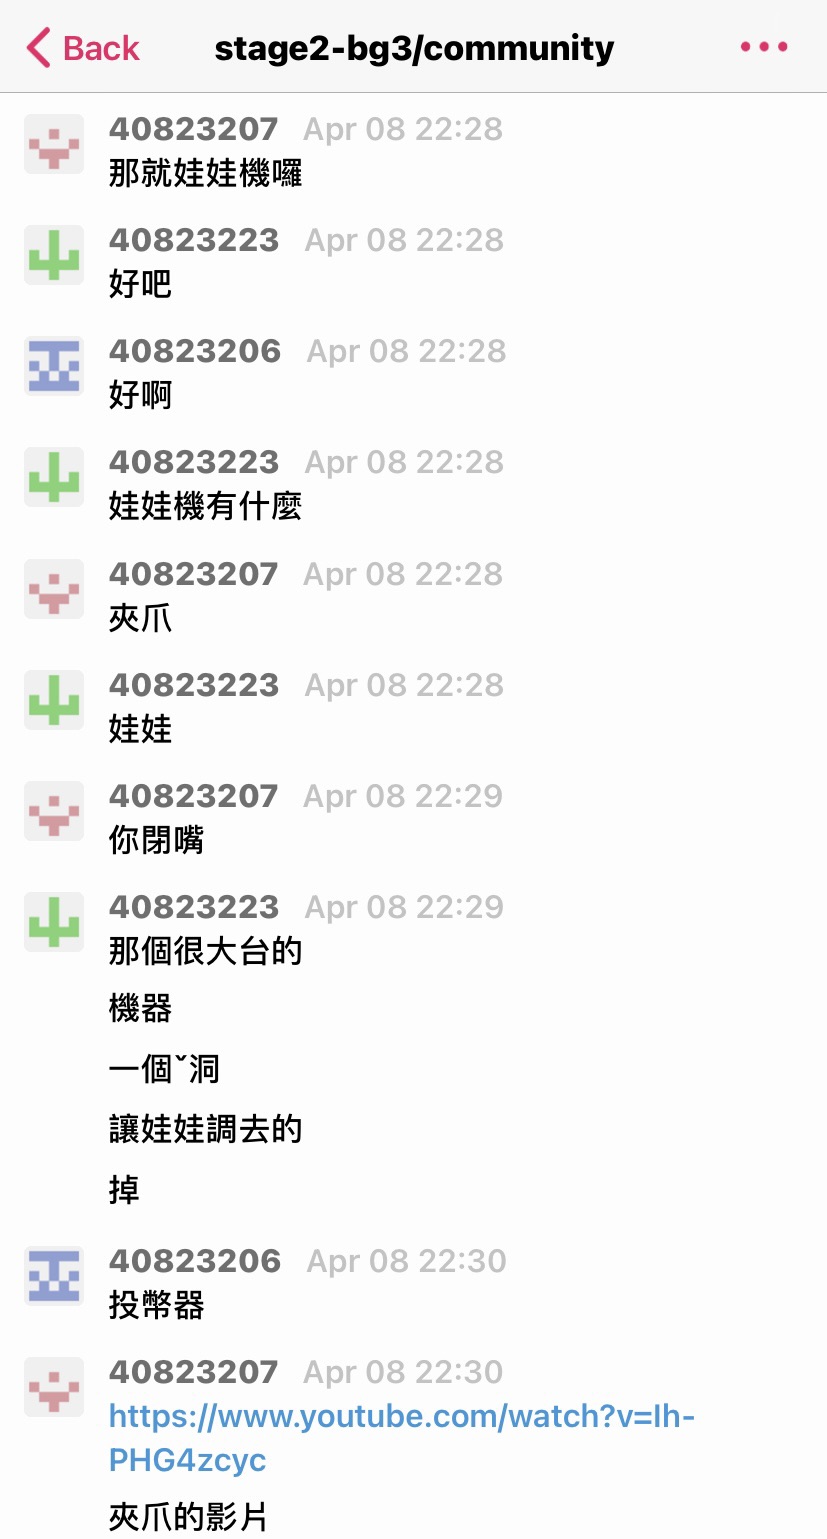 Back
stage2-bg3/community
40823207 Apr 08 22:28
那就娃娃機囉
40823223 Apr 08 22:28
好吧
40823206 Apr 08 22:28
好啊
40823223 Apr 08 22:28
娃娃機有什麼
40823207 Apr 08 22:28
夾爪
40823223 Apr 08 22:28
娃娃
40823207 Apr 08 22:29
你閉嘴
40823223 Apr 08 22:29
那個很大台的
機器
一個ˇ洞
讓娃娃調去的
掉
40823206 Apr 08 22:30
投幣器
40823207 Apr 08 22:30
https://www.youtube.com/watch?v=Ih-
PHG4zcyc
夾爪的影片